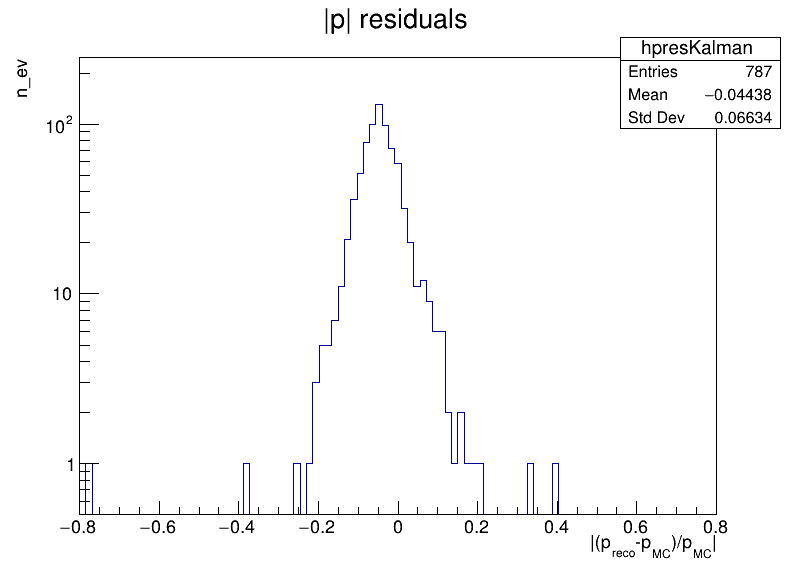 |p| residuals
hpresKalman
Entries 787
Mean −0.04438
Std Dev 0.06634
n_ev
10²
10
1
−0.8 −0.6 −0.4 −0.2 0 0.2 0.4 0.6 0.8
|(p_reco-p_MC)/p_MC|